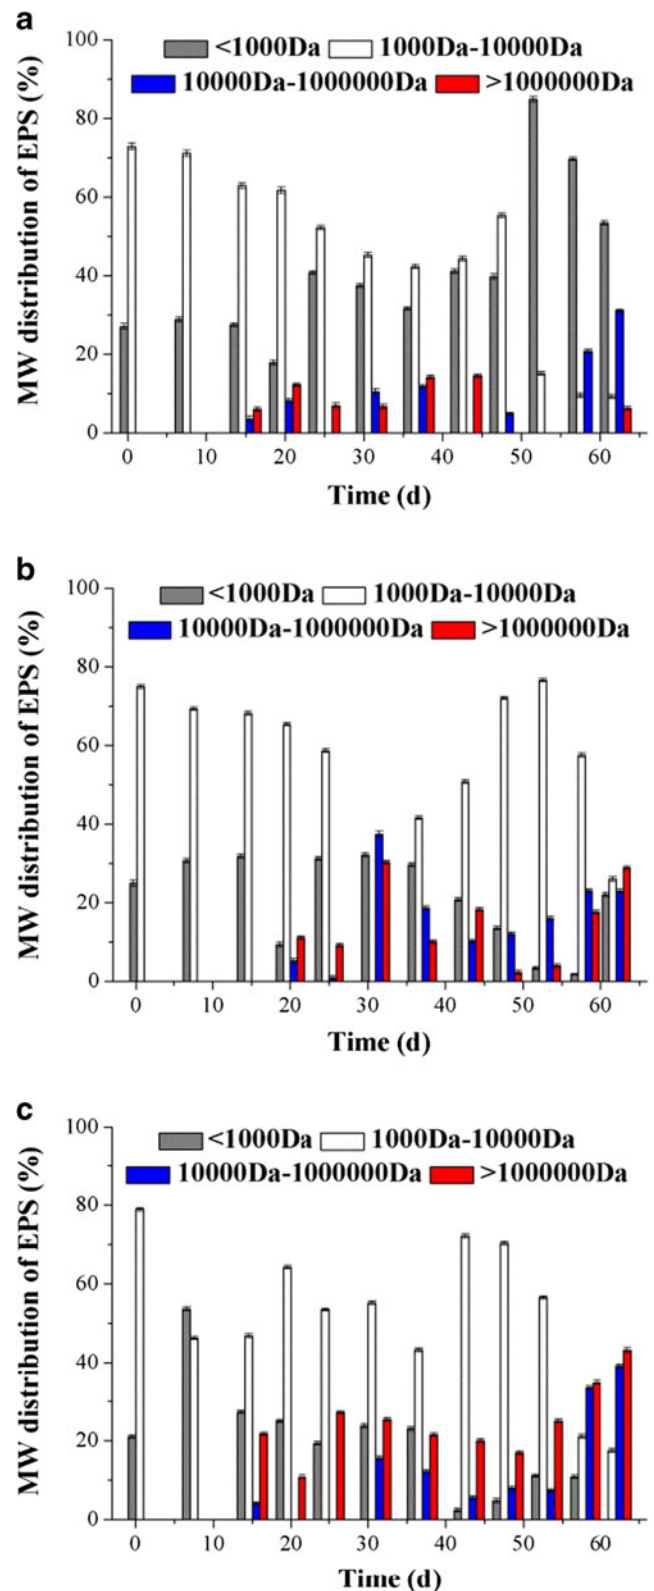 a
100
80
60
40
20
0
<1000Da 1000Da-10000Da
10000Da-1000000Da >1000000Da
MW distribution of EPS (%)
0 10 20 30 40 50 60
Time (d)
b
100
80
60
40
20
0
<1000Da 1000Da-10000Da
10000Da-1000000Da >1000000Da
MW distribution of EPS (%)
0 10 20 30 40 50 60
Time (d)
c
100
80
60
40
20
0
<1000Da 1000Da-10000Da
10000Da-1000000Da >1000000Da
MW distribution of EPS (%)
0 10 20 30 40 50 60
Time (d)